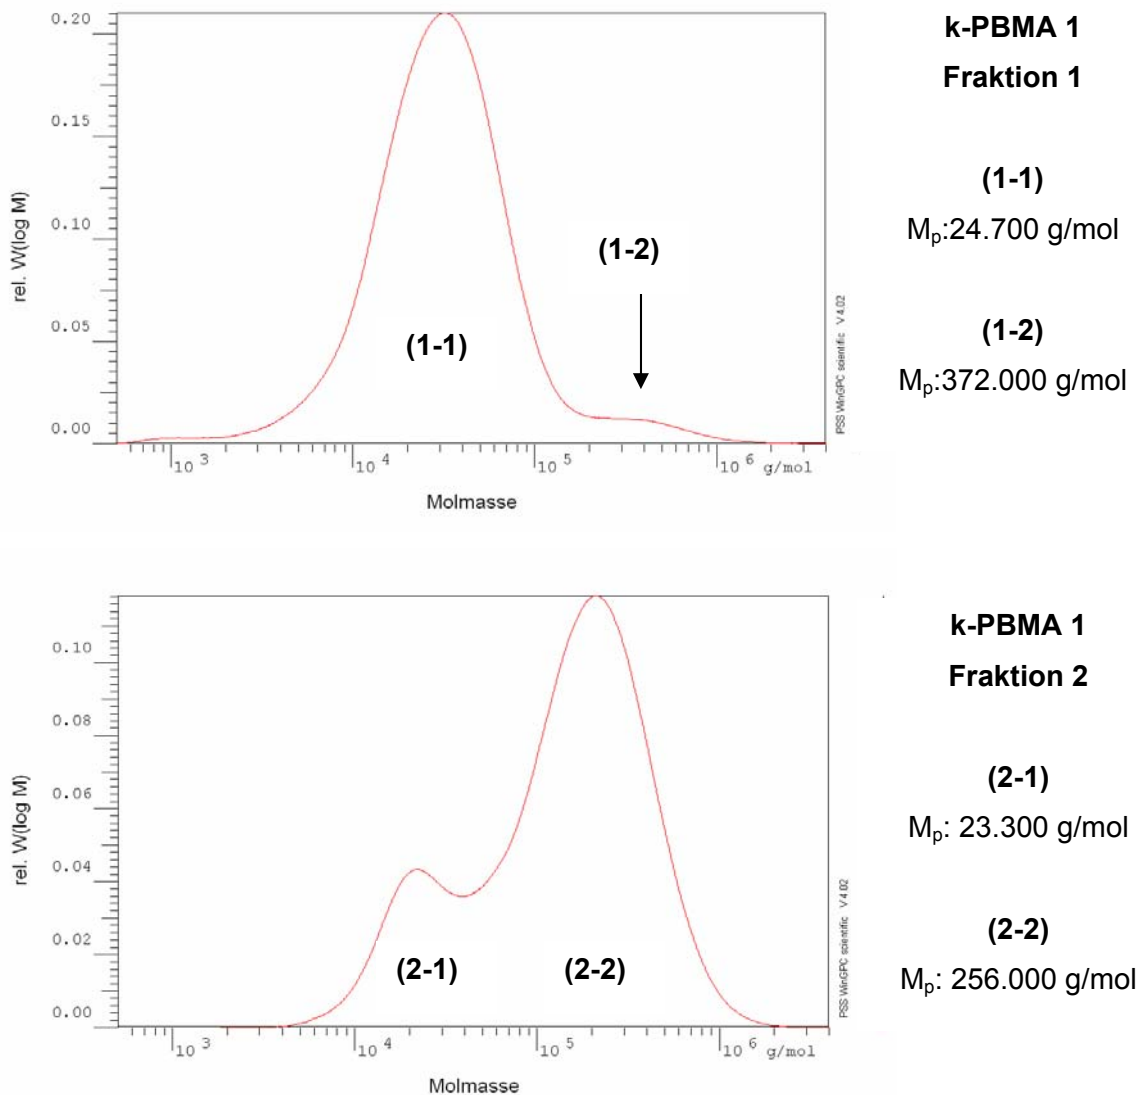 k-PBMA 1
Fraktion 1
(1-1)
Mₚ:24.700 g/mol
(1-2)
Mₚ:372.000 g/mol
0.20
0.15
0.10
0.05
0.00
rel. W(log M)
(1-1)
(1-2)
PSS WinGPC scientific V 4.02
10 3
10 4
10 5
10 6 g/mol
Molmasse
k-PBMA 1
Fraktion 2
(2-1)
Mₚ: 23.300 g/mol
(2-2)
Mₚ: 256.000 g/mol
0.10
0.08
0.06
0.04
0.02
0.00
rel. W(log M)
(2-1)
(2-2)
PSS WinGPC scientific V 4.02
10 3
10 4
10 5
10 6 g/mol
Molmasse